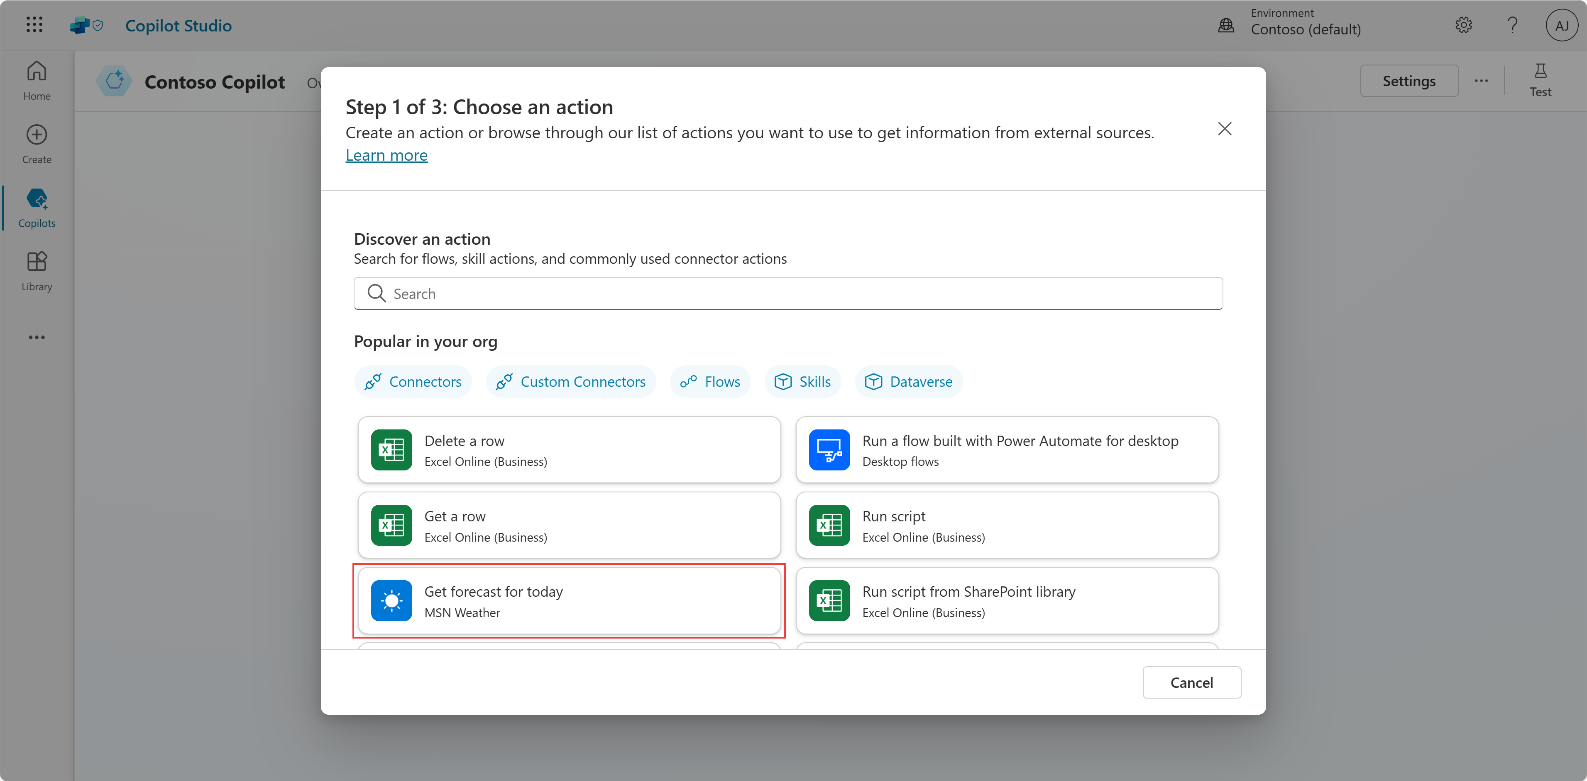 Copilot Studio
Environment
Contoso (default)
?
AJ
Home
Create
Copilots
Library
Contoso Copilot
Settings
Test
Step 1 of 3: Choose an action
Create an action or browse through our list of actions you want to use to get information from external sources.
Learn more
Discover an action
Search for flows, skill actions, and commonly used connector actions
Search
Popular in your org
Connectors
Custom Connectors
Flows
Skills
Dataverse
Delete a row
Excel Online (Business)
Run a flow built with Power Automate for desktop
Desktop flows
Get a row
Excel Online (Business)
Run script
Excel Online (Business)
Get forecast for today
MSN Weather
Run script from SharePoint library
Excel Online (Business)
Cancel